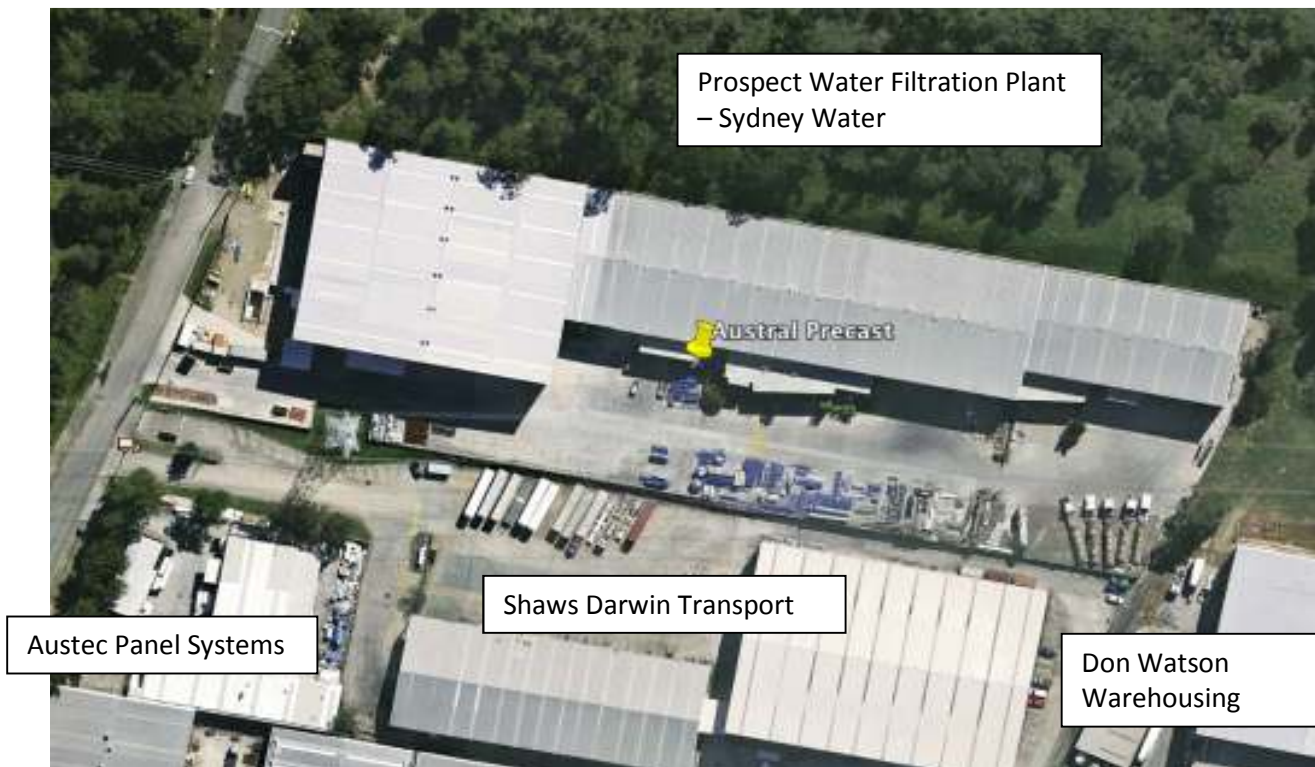 Prospect Water Filtration Plant
– Sydney Water
Austral Precast
Shaws Darwin Transport
Austec Panel Systems
Don Watson
Warehousing